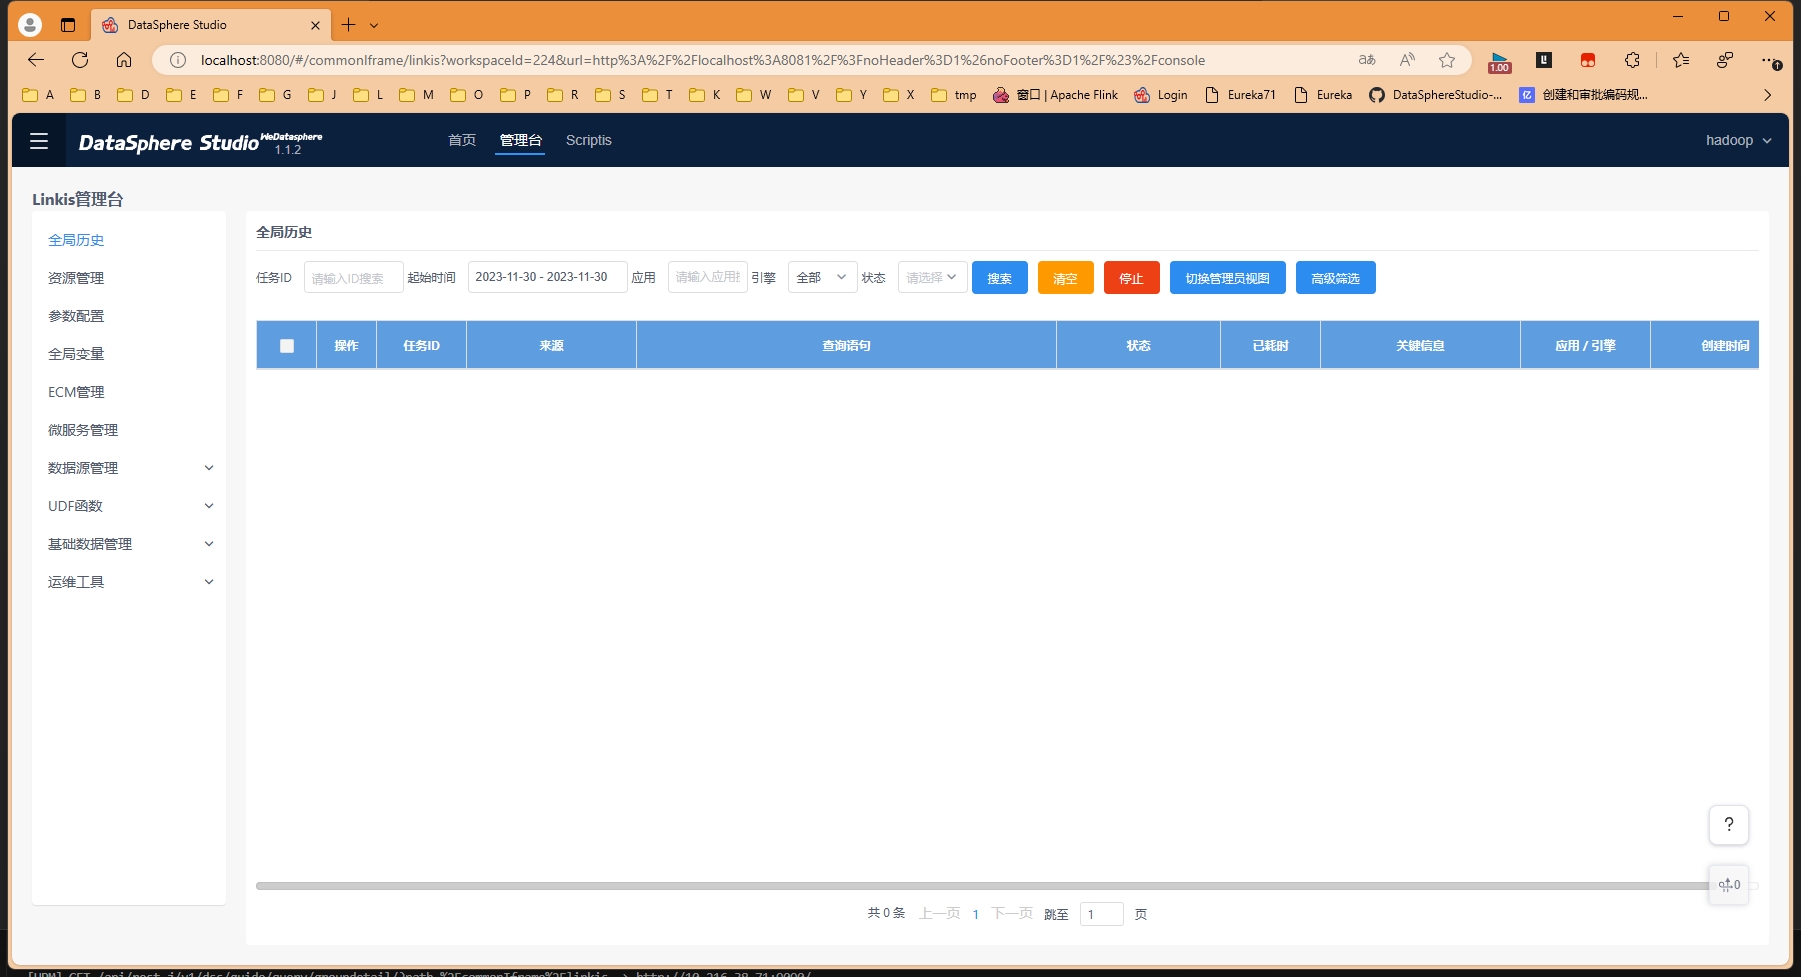 DataSphere Studio
localhost:8080/#/commonIframe/linkis?workspaceId=224&url=http%3A%2F%2Flocalhost%3A8081%2F%3FnoHeader%3D1%26noFooter%3D1%2F%23%2Fconsole
1.00
A B D E F G J L M O P R S T K W V Y X tmp 窗口 | Apache Flink Login Eureka71 Eureka DataSphereStudio-... 创建和审批编码规...
DataSphere Studio WeDatasphere 1.1.2 首页 管理台 Scriptis hadoop
Linkis管理台
全局历史
资源管理
参数配置
全局变量
ECM管理
微服务管理
数据源管理
UDF函数
基础数据管理
运维工具
全局历史
任务ID 请输入ID搜索 起始时间 2023-11-30 - 2023-11-30 应用 请输入应用 引擎 全部 状态 请选择 搜索 清空 停止 切换管理员视图 高级筛选
操作 任务ID 来源 查询语句 状态 已耗时 关键信息 应用 / 引擎 创建时间
?
0
共 0 条 上一页 1 下一页 跳至 1 页